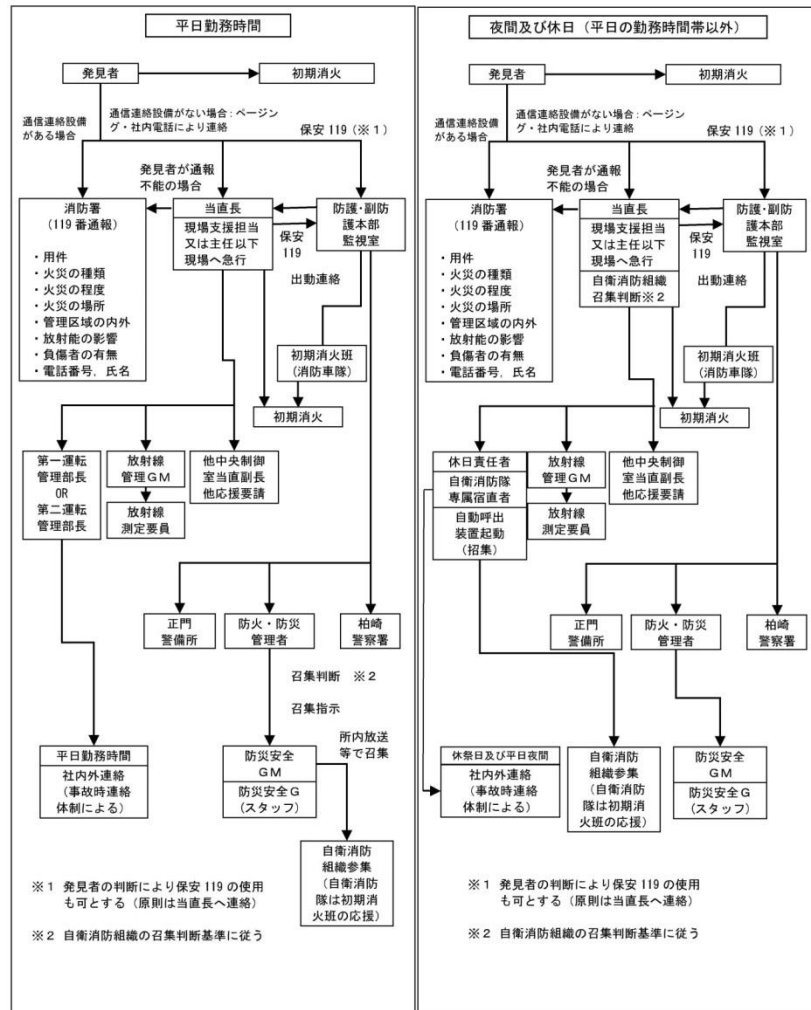 平日勤務時間
発見者
初期消火
通信連絡設備
がある場合
通信連絡設備がない場合：ページン
グ・社内電話により連絡
保安119（※１）
発見者が通報
不能の場合
消防署
（119番通報）
・用件
・火災の種類
・火災の程度
・火災の場所
・管理区域の内外
・放射能の影響
・負傷者の有無
・電話番号，氏名
当直長
現場支援担当
又は主任以下
現場へ急行
保安
119
防護・副防
護本部
監視室
出動連絡
初期消火班
（消防車隊）
初期消火
第一運転
管理部長
OR
第二運転
管理部長
放射線
管理GM
放射線
測定要員
他中央制御
室当直副長
他応援要請
正門
警備所
防火・防災
管理者
柏崎
警察署
召集判断　※２
召集指示
所内放送
等で召集
平日勤務時間
社内外連絡
（事故時連絡
体制による）
防災安全
GM
防災安全G
（スタッフ）
自衛消防
組織参集
（自衛消防
隊は初期消
火班の応援）
※１　発見者の判断により保安119の使用
も可とする（原則は当直長へ連絡）
※２　自衛消防組織の召集判断基準に従う
夜間及び休日（平日の勤務時間帯以外）
発見者
初期消火
通信連絡設備
がある場合
通信連絡設備がない場合：ページン
グ・社内電話により連絡
保安119（※１）
発見者が通報
不能の場合
消防署
（119番通報）
・用件
・火災の種類
・火災の程度
・火災の場所
・管理区域の内外
・放射能の影響
・負傷者の有無
・電話番号，氏名
当直長
現場支援担当
又は主任以下
現場へ急行
自衛消防組織
召集判断※２
保安
119
防護・副防
護本部
監視室
出動連絡
初期消火班
（消防車隊）
初期消火
休日責任者
自衛消防隊
専属宿直者
自動呼出
装置起動
（招集）
放射線
管理GM
放射線
測定要員
他中央制御
室当直副長
他応援要請
正門
警備所
防火・防災
管理者
柏崎
警察署
休祭日及び平日夜間
社内外連絡
（事故時連絡
体制による）
自衛消防
組織参集
（自衛消防
隊は初期消
火班の応援）
防災安全
GM
防災安全G
（スタッフ）
※１　発見者の判断により保安119の使用
も可とする（原則は当直長へ連絡）
※２　自衛消防組織の召集判断基準に従う